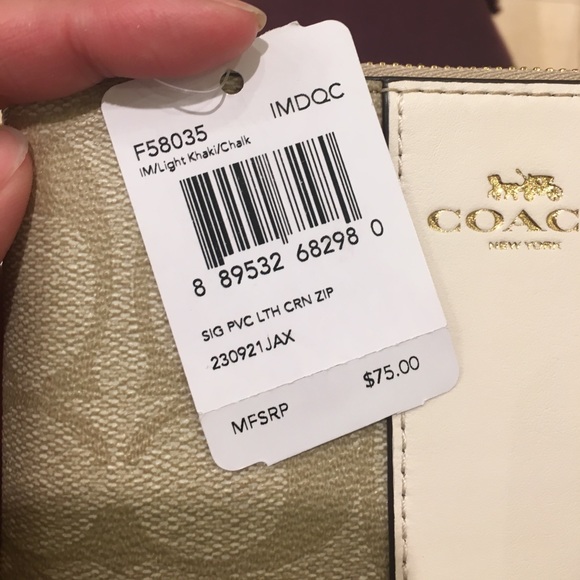 IMDQC
F58035
IM/Light Khaki/Chalk
8 89532 68298 0
SIG PVC LTH CRN ZIP
230921JAX
MFSRP $75.00
COAC
NEW YORK